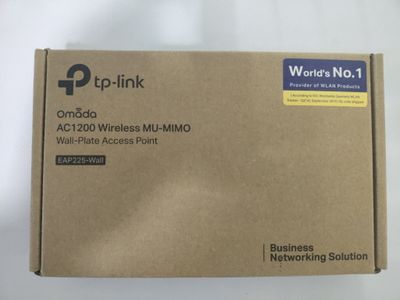 tp-link
World's No.1
Provider of WLAN Products
omada
AC1200 Wireless MU-MIMO
Wall-Plate Access Point
EAP225-Wall
Business
Networking Solution